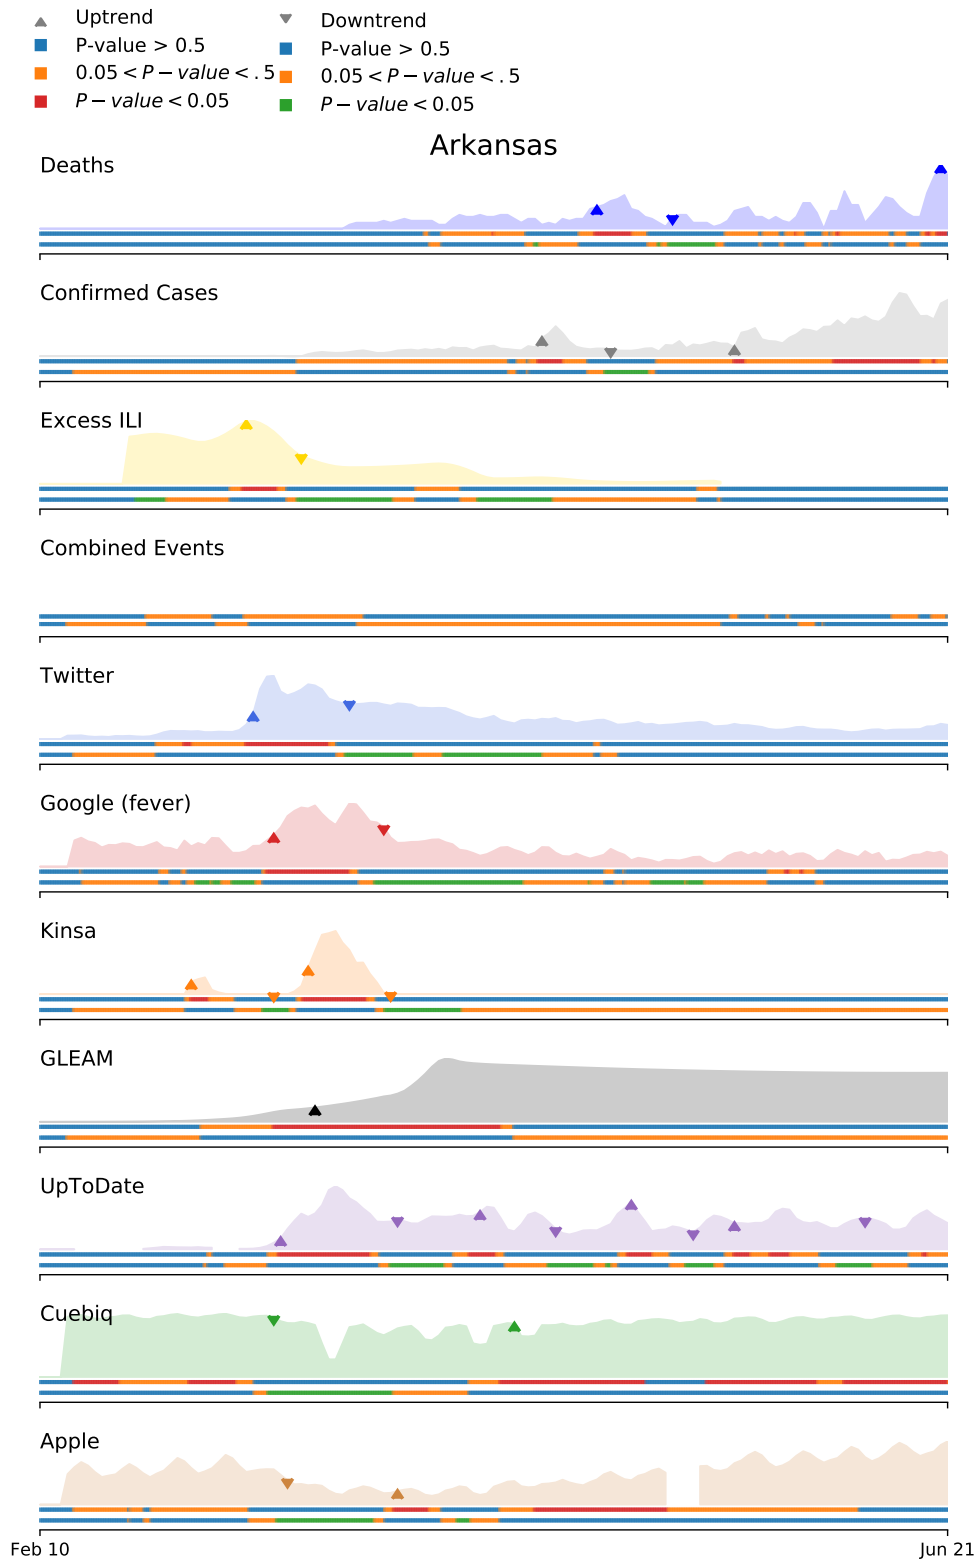 Uptrend
P-value > 0.5
0.05 < P − value < .5
P − value < 0.05
Downtrend
P-value > 0.5
0.05 < P − value < .5
P − value < 0.05
Arkansas
Deaths
Confirmed Cases
Excess ILI
Combined Events
Twitter
Google (fever)
Kinsa
GLEAM
UpToDate
Cuebiq
Apple
Feb 10
Jun 21